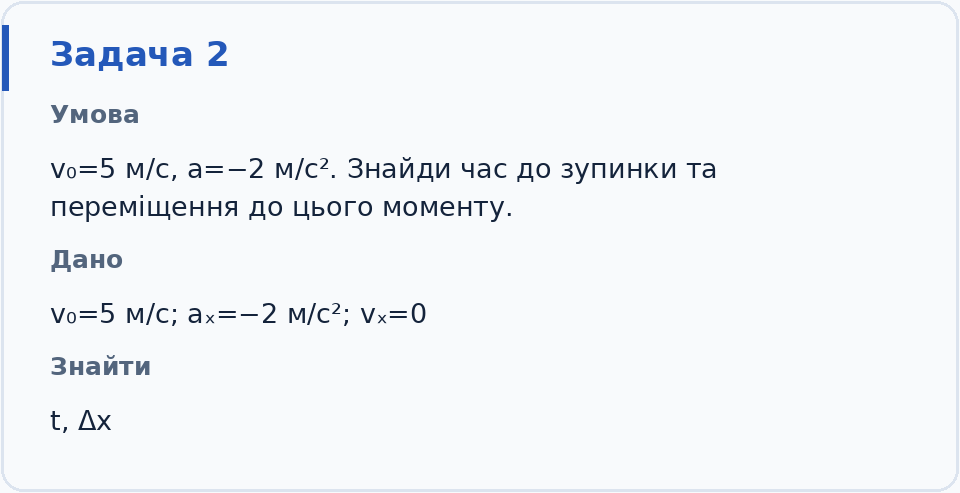 Задача 2
Умова
v₀=5 м/с, a=−2 м/с². Знайди час до зупинки та
переміщення до цього моменту.
Дано
v₀=5 м/с; aₓ=−2 м/с²; vₓ=0
Знайти
t, Δx